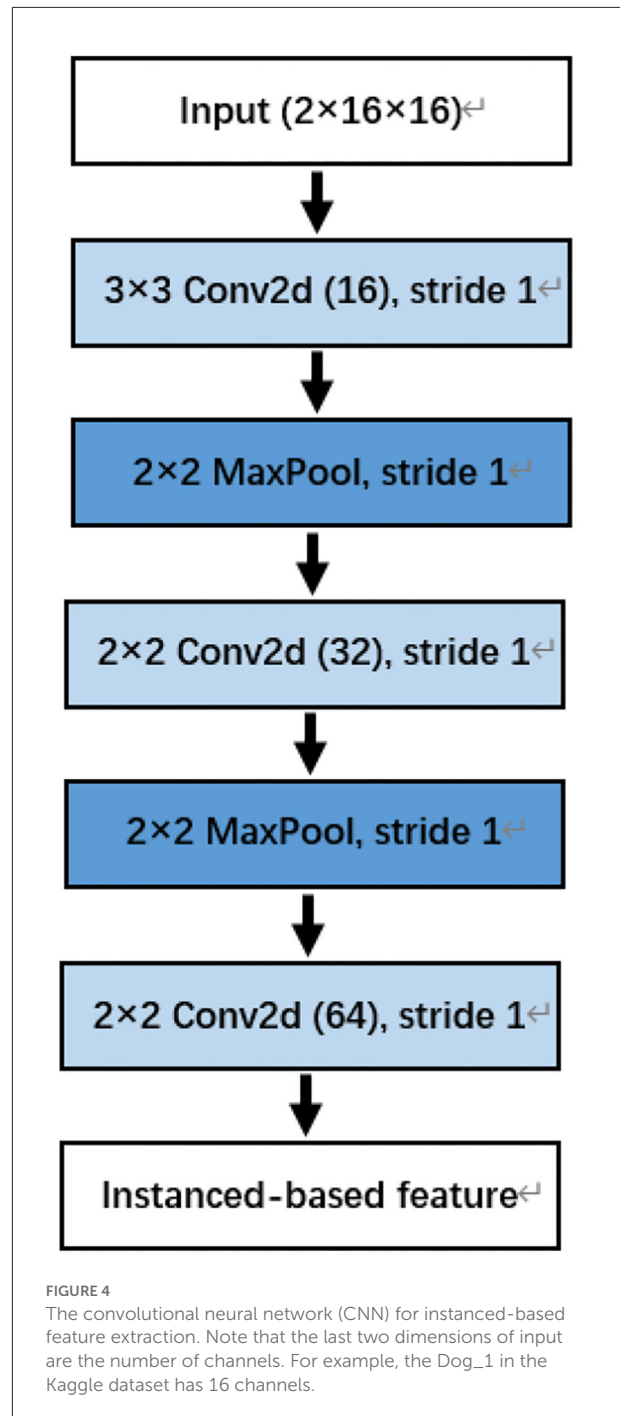 Input (2×16×16)↵
3×3 Conv2d (16), stride 1↵
2×2 MaxPool, stride 1↵
2×2 Conv2d (32), stride 1↵
2×2 MaxPool, stride 1↵
2×2 Conv2d (64), stride 1↵
Instanced-based feature↵
FIGURE 4
The convolutional neural network (CNN) for instanced-based
feature extraction. Note that the last two dimensions of input
are the number of channels. For example, the Dog_1 in the
Kaggle dataset has 16 channels.